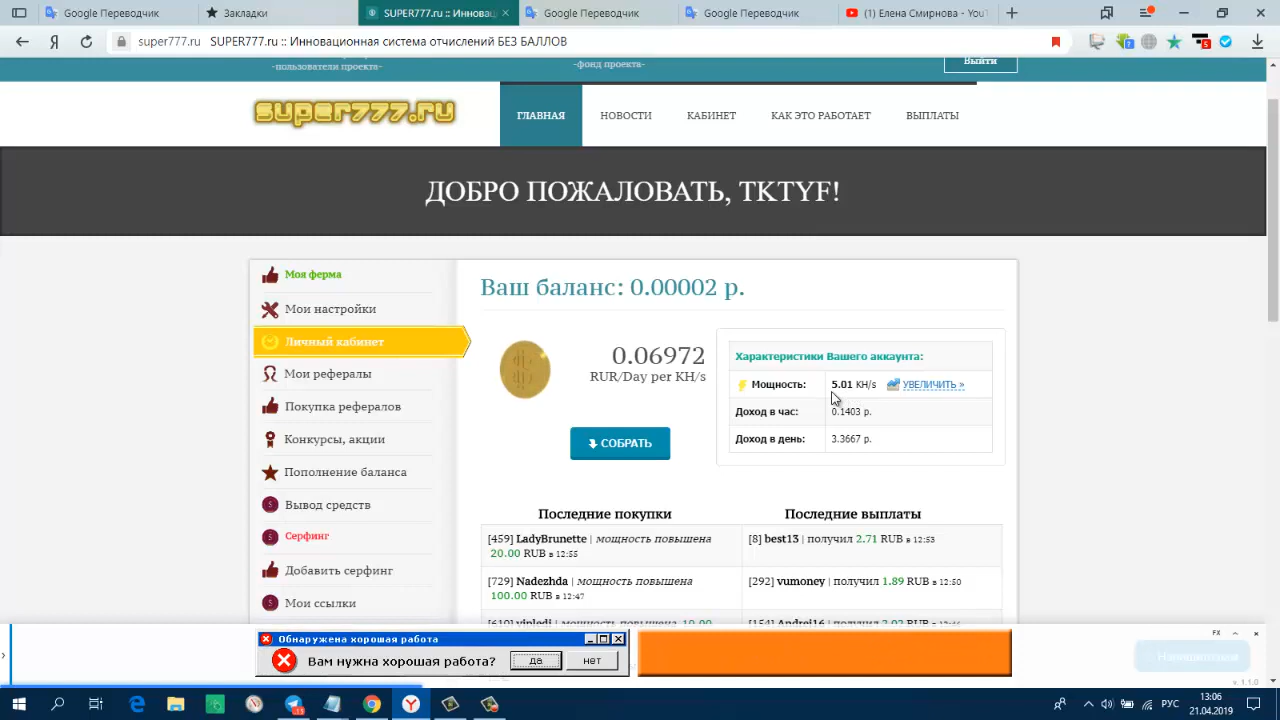 Google Переводчик
Закладки
SUPER777.ru :: Инновацион
Google Переводчик
Google Переводчик
(1) Елена Смирнова - YouT
super777.ru SUPER777.ru :: Инновационная система отчислений БЕЗ БАЛЛОВ
-пользователи проекта-
-фонд проекта-
Выйти
super777.ru
ГЛАВНАЯ
НОВОСТИ
КАБИНЕТ
КАК ЭТО РАБОТАЕТ
ВЫПЛАТЫ
ДОБРО ПОЖАЛОВАТЬ, TKTYF!
Моя ферма
Мои настройки
Личный кабинет
Мои рефералы
Покупка рефералов
Конкурсы, акции
Пополнение баланса
Вывод средств
Серфинг
Добавить серфинг
Мои ссылки
Ваш баланс: 0.00002 р.
0.06972
RUR/Day per KH/s
СОБРАТЬ
Характеристики Вашего аккаунта:
Мощность: 5.01 KH/s УВЕЛИЧИТЬ »
Доход в час: 0.1403 р.
Доход в день: 3.3667 р.
Последние покупки
[459] LadyBrunette | мощность повышена
20.00 RUB в 12:55
[729] Nadezhda | мощность повышена
100.00 RUB в 12:47
Последние выплаты
[8] best13 | получил 2.71 RUB в 12:53
[292] vumoney | получил 1.89 RUB в 12:50
Обнаружена хорошая работа
Вам нужна хорошая работа?
да
нет
FX
v. 1.1.0
РУС
13:06
21.04.2019